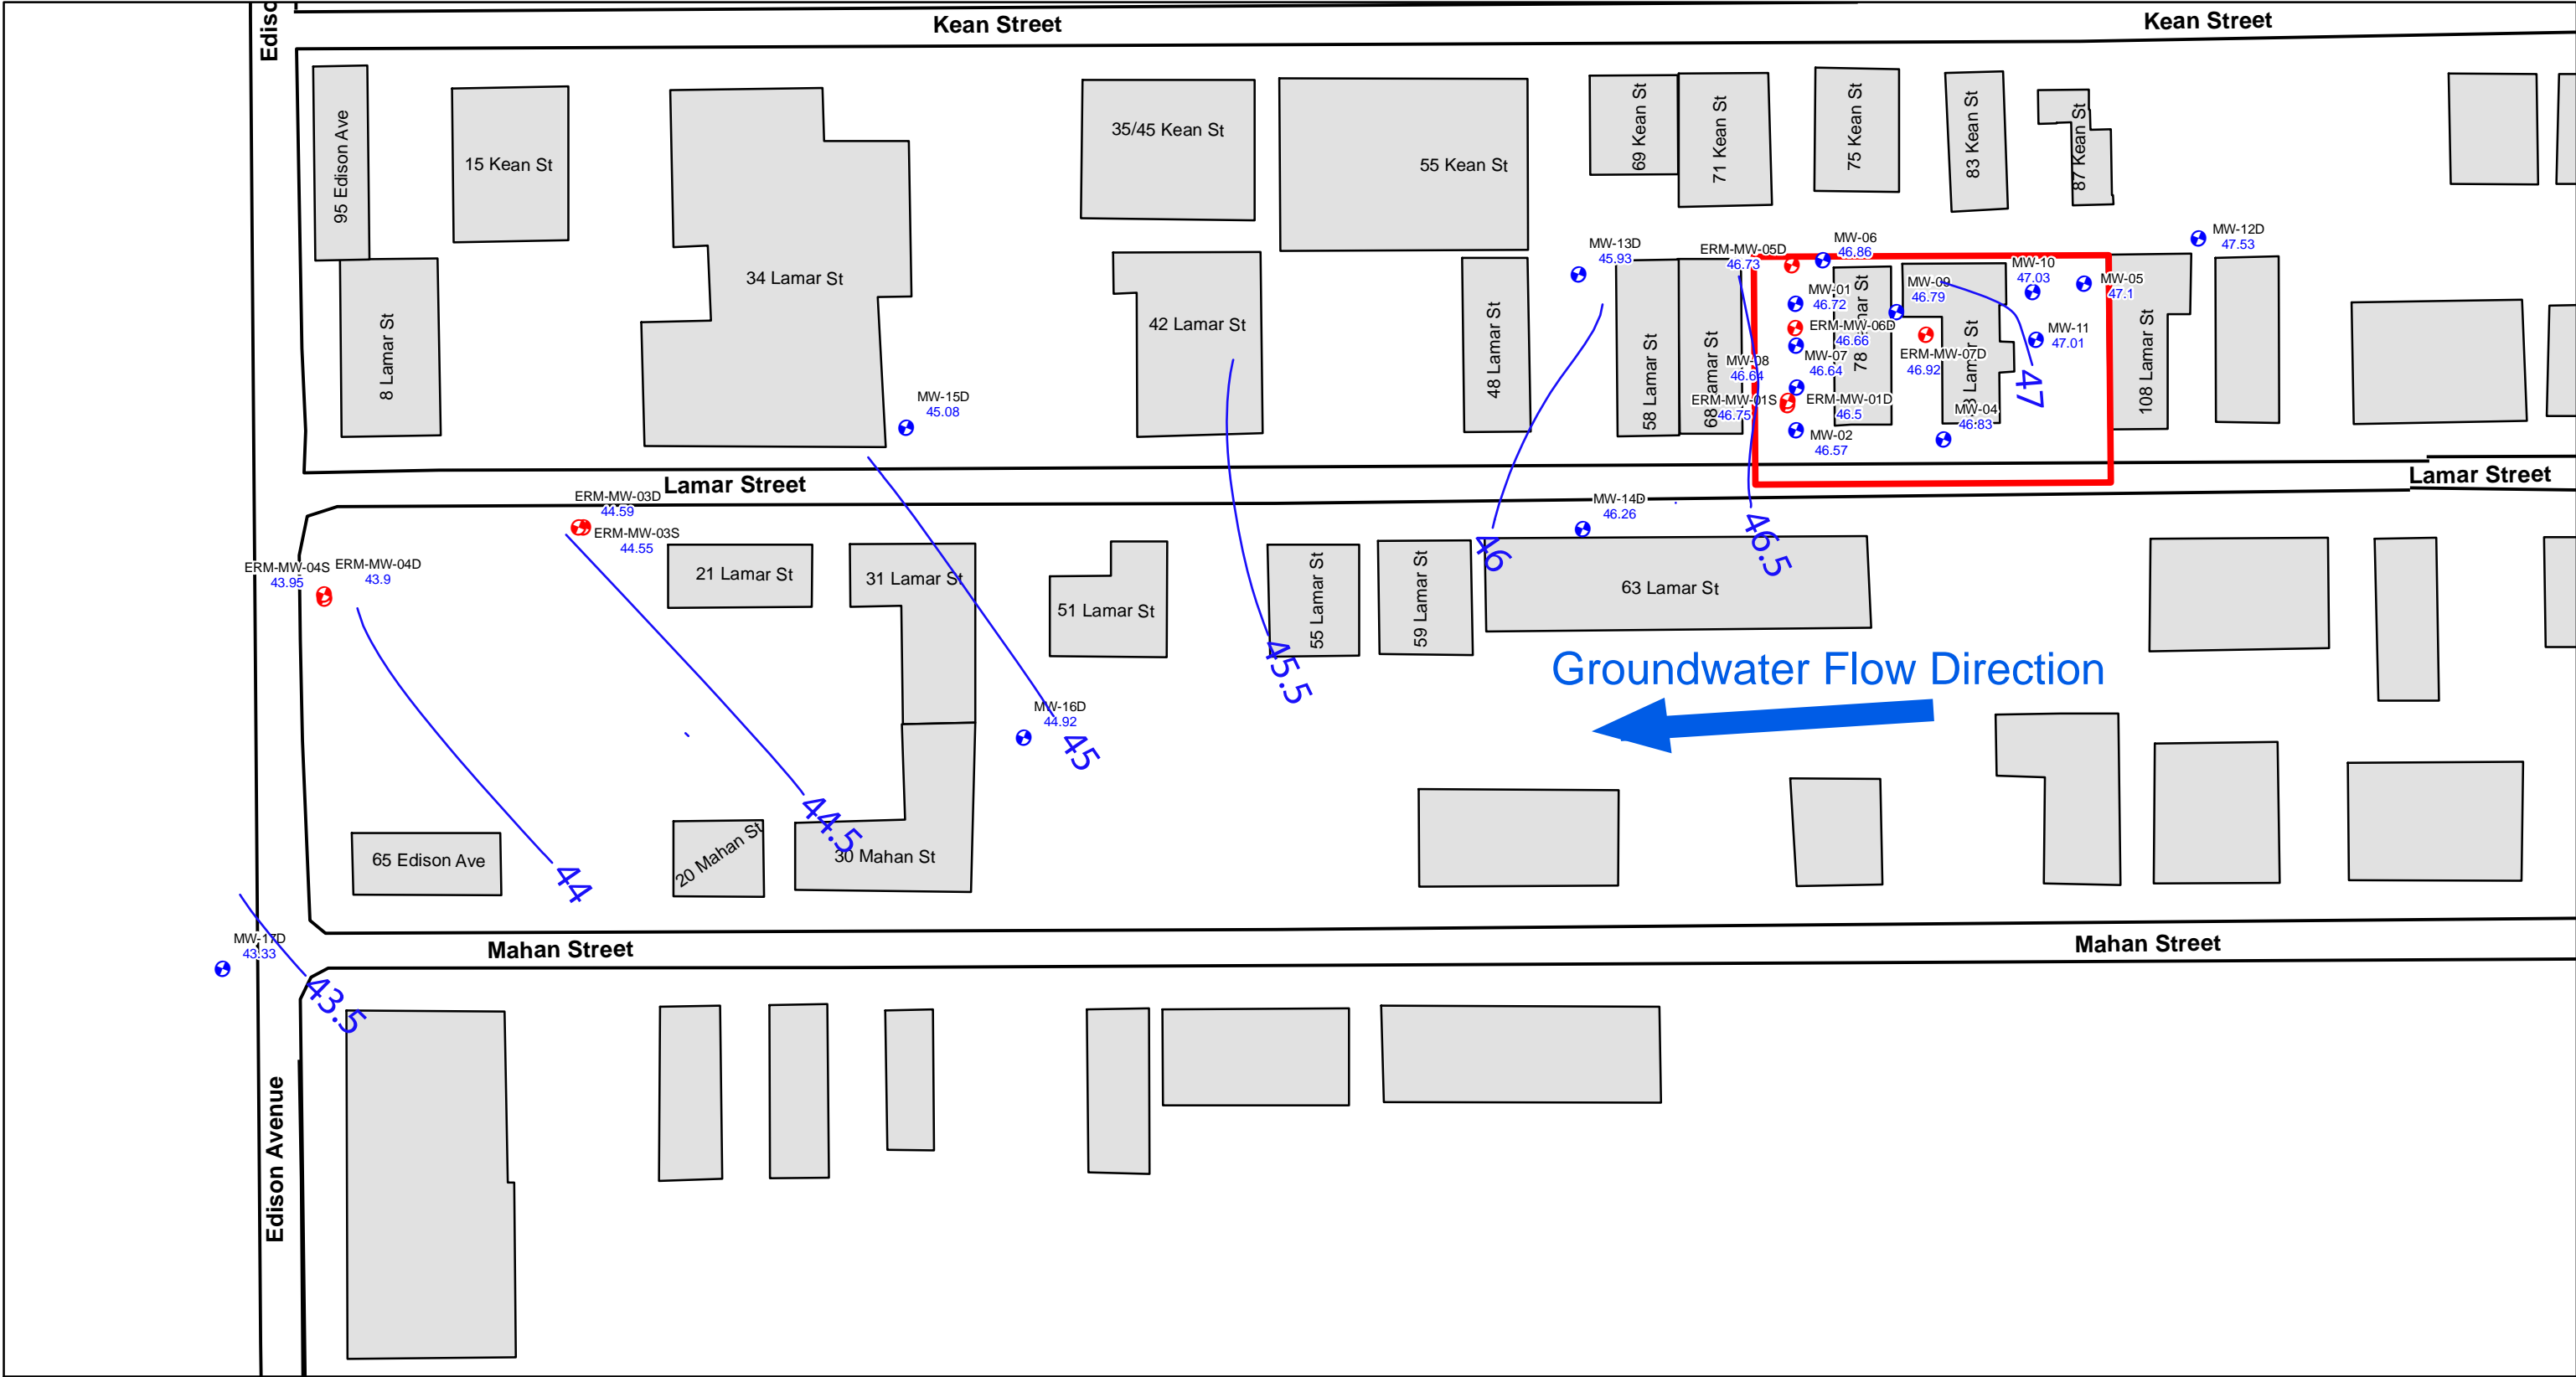 Edisc
Kean Street
Kean Street
95 Edison Ave
15 Kean St
34 Lamar St
35/45 Kean St
55 Kean St
69 Kean St
71 Kean St
75 Kean St
83 Kean St
87 Kean St
8 Lamar St
42 Lamar St
48 Lamar St
58 Lamar St
68 Lamar St
108 Lamar St
MW-13D
45.93
ERM-MW-05D
46.73
MW-06
46.86
MW-12D
47.53
MW-10
47.03
MW-05
47.1
MW-01
46.72
MW-09
46.79
78
ar St
ERM-MW-06D
46.66
MW-11
47.01
MW-08
46.64
MW-07
46.64
ERM-MW-07D
46.92
Lamar St
47
ERM-MW-01S
46.75
ERM-MW-01D
46.5
MW-04
46.83
MW-02
46.57
MW-15D
45.08
Lamar Street
Lamar Street
ERM-MW-03D
44.59
ERM-MW-03S
44.55
MW-14D
46.26
46
46.5
ERM-MW-04S
43.95
ERM-MW-04D
43.9
21 Lamar St
31 Lamar St
51 Lamar St
55 Lamar St
59 Lamar St
63 Lamar St
45.5
Groundwater Flow Direction
MW-16D
44.92
45
44.5
65 Edison Ave
20 Mahan St
30 Mahan St
44
MW-17D
43.33
43.5
Mahan Street
Mahan Street
Edison Avenue